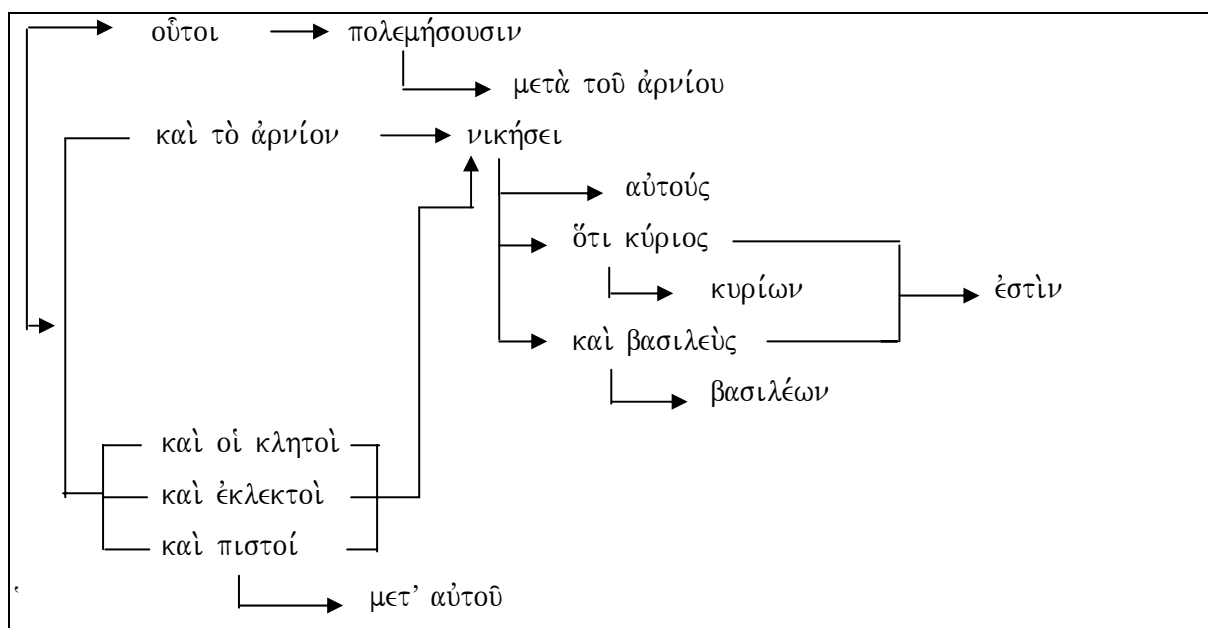 οὗτοι πολεμήσουσιν
μετὰ τοῦ ἀρνίου
καὶ τὸ ἀρνίον νικήσει
αὐτούς
ὅτι κύριος
κυρίων ἐστὶν
καὶ βασιλεὺς
βασιλέων
καὶ οἱ κλητοὶ
καὶ ἐκλεκτοὶ
καὶ πιστοί
μετ’ αὐτοῦ